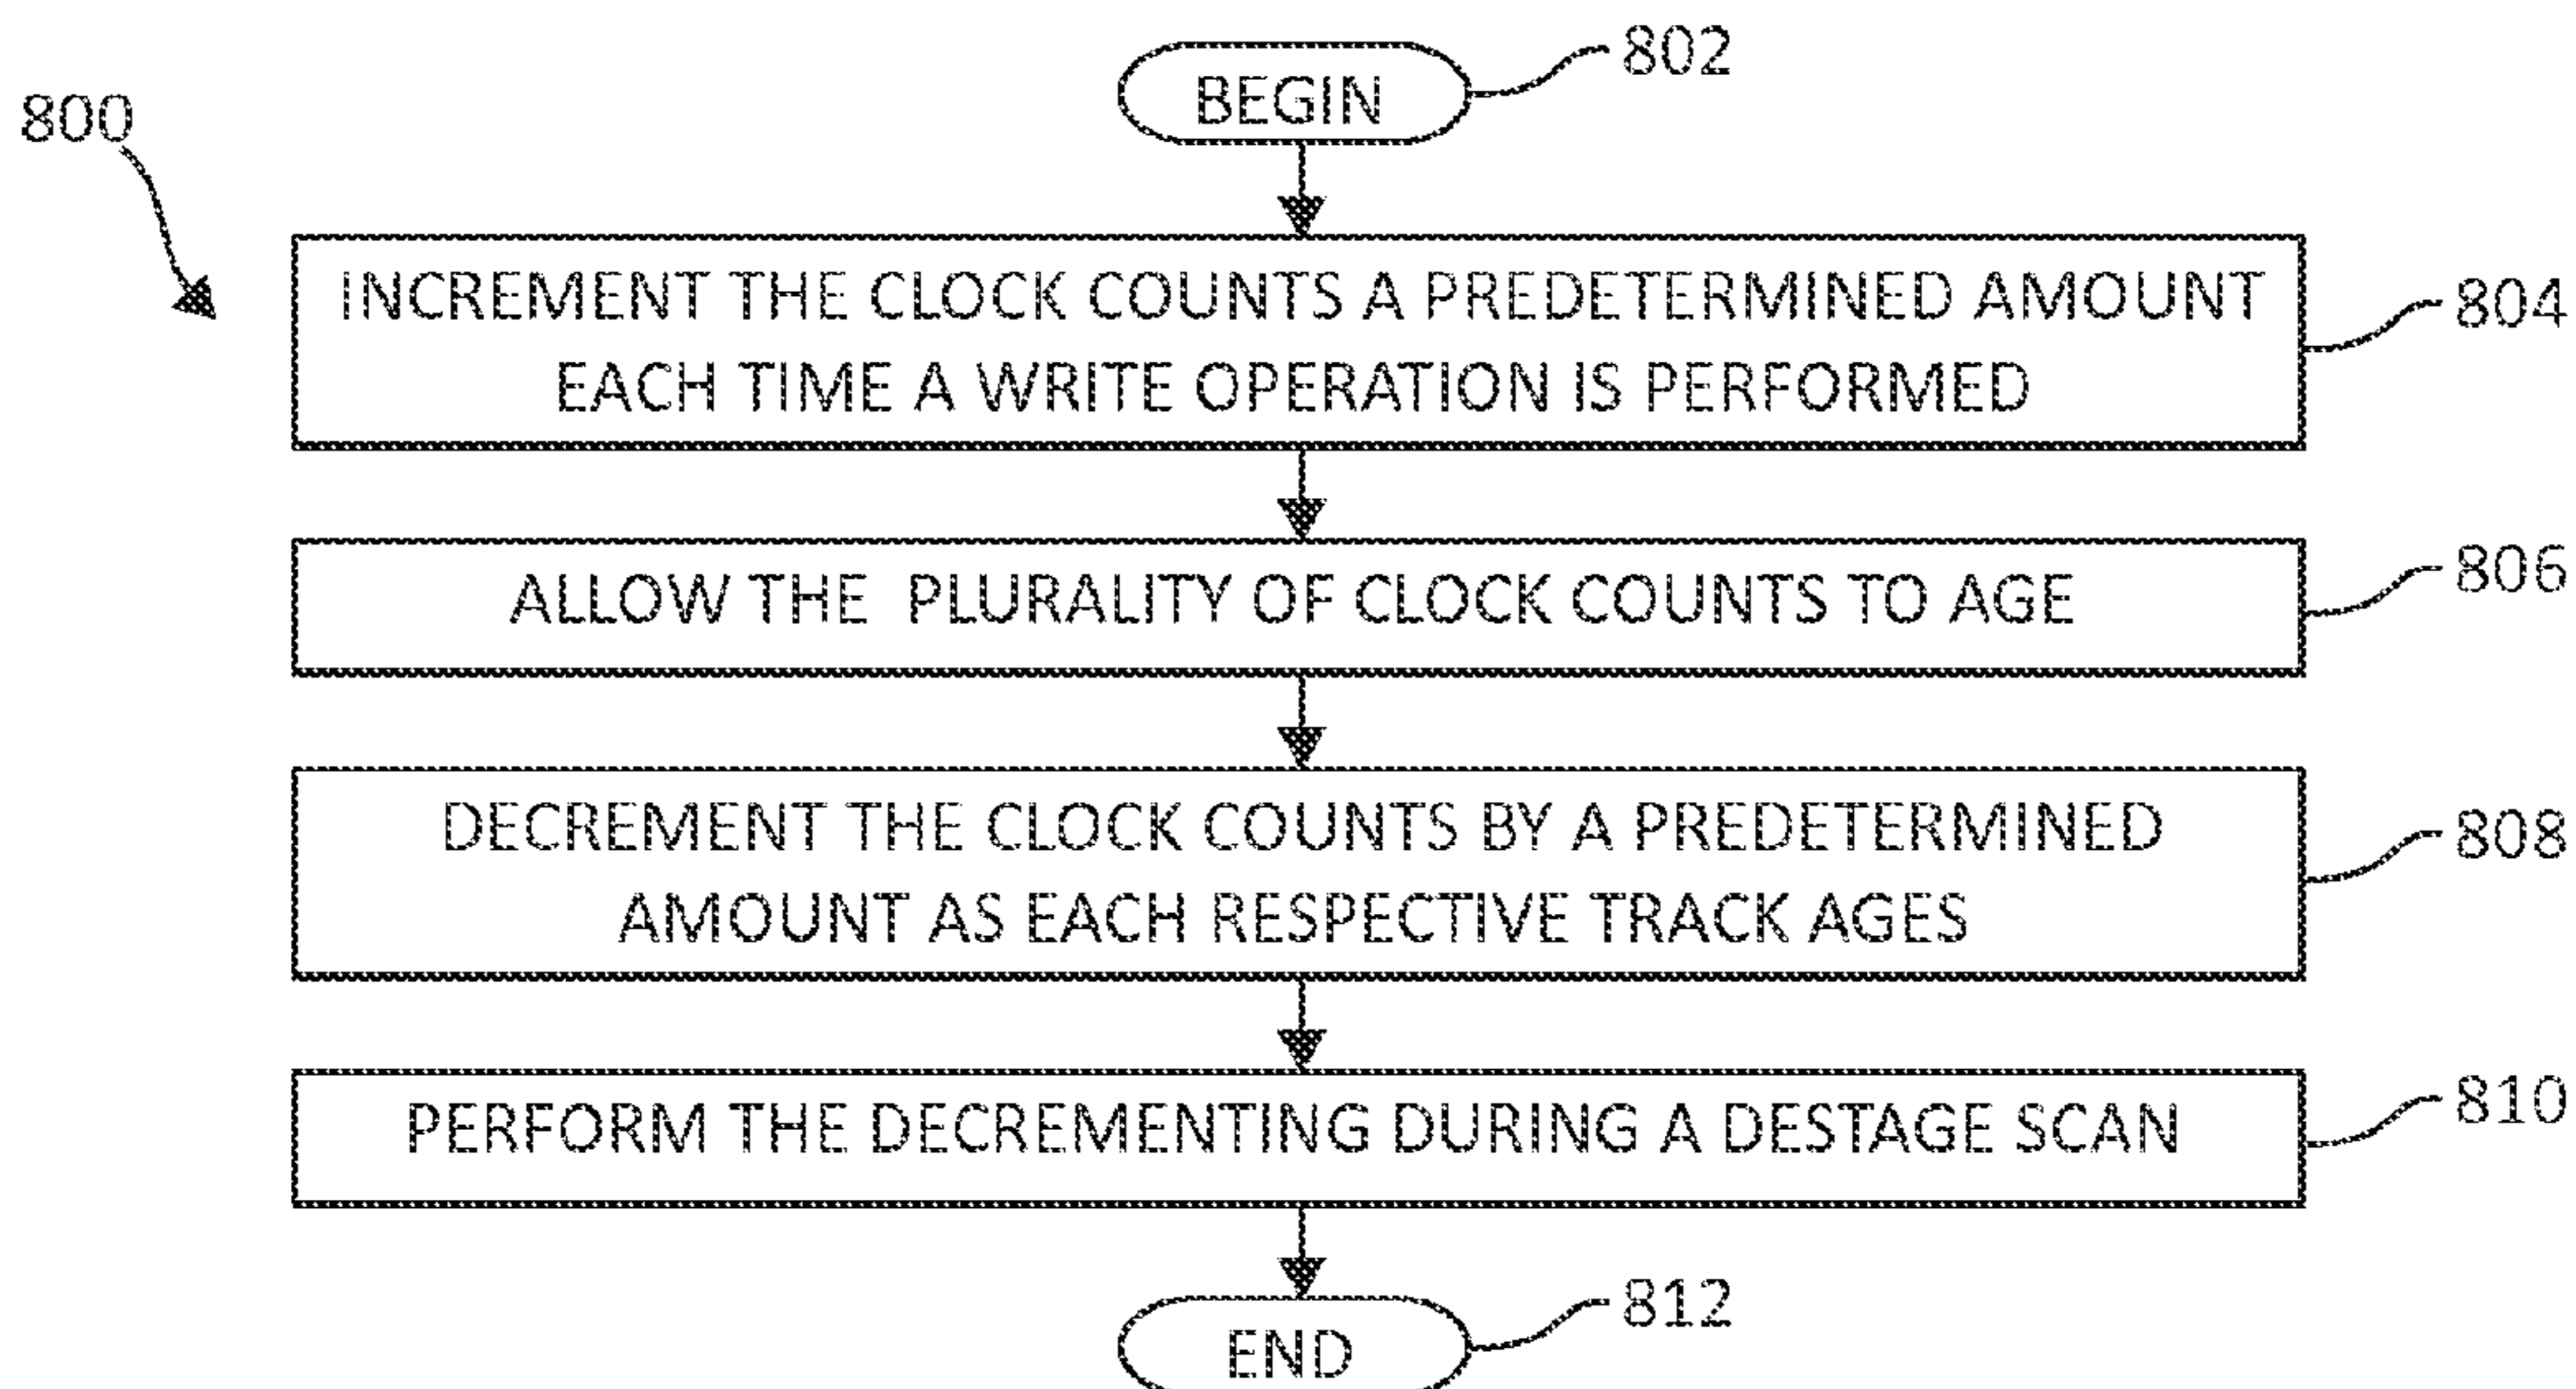 802
BEGIN
800
INCREMENT THE CLOCK COUNTS A PREDETERMINED AMOUNT
EACH TIME A WRITE OPERATION IS PERFORMED
804
ALLOW THE PLURALITY OF CLOCK COUNTS TO AGE
806
DECREMENT THE CLOCK COUNTS BY A PREDETERMINED
AMOUNT AS EACH RESPECTIVE TRACK AGES
808
PERFORM THE DECREMENTING DURING A DESTAGE SCAN
810
812
END